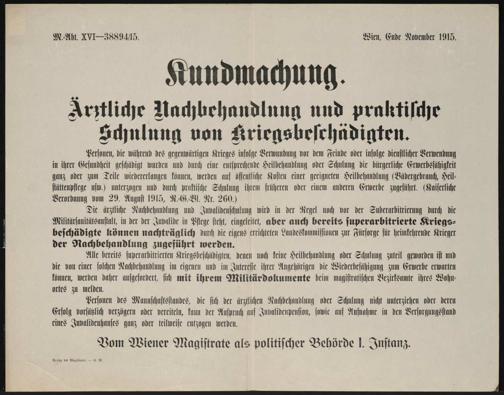 M.-Abt. XVI—3889445.
Wien, Ende November 1915.
Kundmachung.
Ärztliche Nachbehandlung und praktische
Schulung von Kriegsbeschädigten.
Personen, die während des gegenwärtigen Krieges infolge Verwundung vor dem Feinde oder infolge dienstlicher Verwendung
in ihrer Gesundheit geschädigt wurden und durch eine entsprechende Heilbehandlung oder Schulung die bürgerliche Erwerbsfähigkeit
ganz oder zum Teile wiedererlangen können, werden auf öffentliche Kosten einer geeigneten Heilbehandlung (Bädergebrauch, Heil-
stättenpflege usw.) unterzogen und durch praktische Schulung ihrem früheren oder einem anderen Erwerbe zugeführt. (Kaiserliche
Verordnung vom 29. August 1915, R.-G.-Bl. Nr. 260.)
Die ärztliche Nachbehandlung und Invalidenschulung wird in der Regel noch vor der Superarbitrierung durch die
Militärsanitätsanstalt, in der der Invalide in Pflege steht, eingeleitet, aber auch bereits superarbitrierte Kriegs-
beschädigte können nachträglich durch die eigens errichteten Landeskommissionen zur Fürsorge für heimkehrende Krieger
der Nachbehandlung zugeführt werden.
Alle bereits superarbitrierten Kriegsbeschädigten, denen noch keine Heilbehandlung oder Schulung zuteil geworden ist und
die von einer solchen Nachbehandlung im eigenen und im Interesse ihrer Angehörigen die Wiederbefähigung zum Erwerbe erwarten
können, werden daher aufgefordert, sich mit ihrem Militärdokumente beim magistratischen Bezirksamte ihres Wohn-
ortes zu melden.
Personen des Mannschaftsstandes, die sich der ärztlichen Nachbehandlung oder Schulung nicht unterziehen oder deren
Erfolg vorsätzlich verzögern oder vereiteln, kann der Anspruch auf Invalidenpension, sowie auf Aufnahme in den Versorgungsstand
eines Invalidenhauses ganz oder teilweise entzogen werden.
Vom Wiener Magistrate als politischer Behörde I. Instanz.